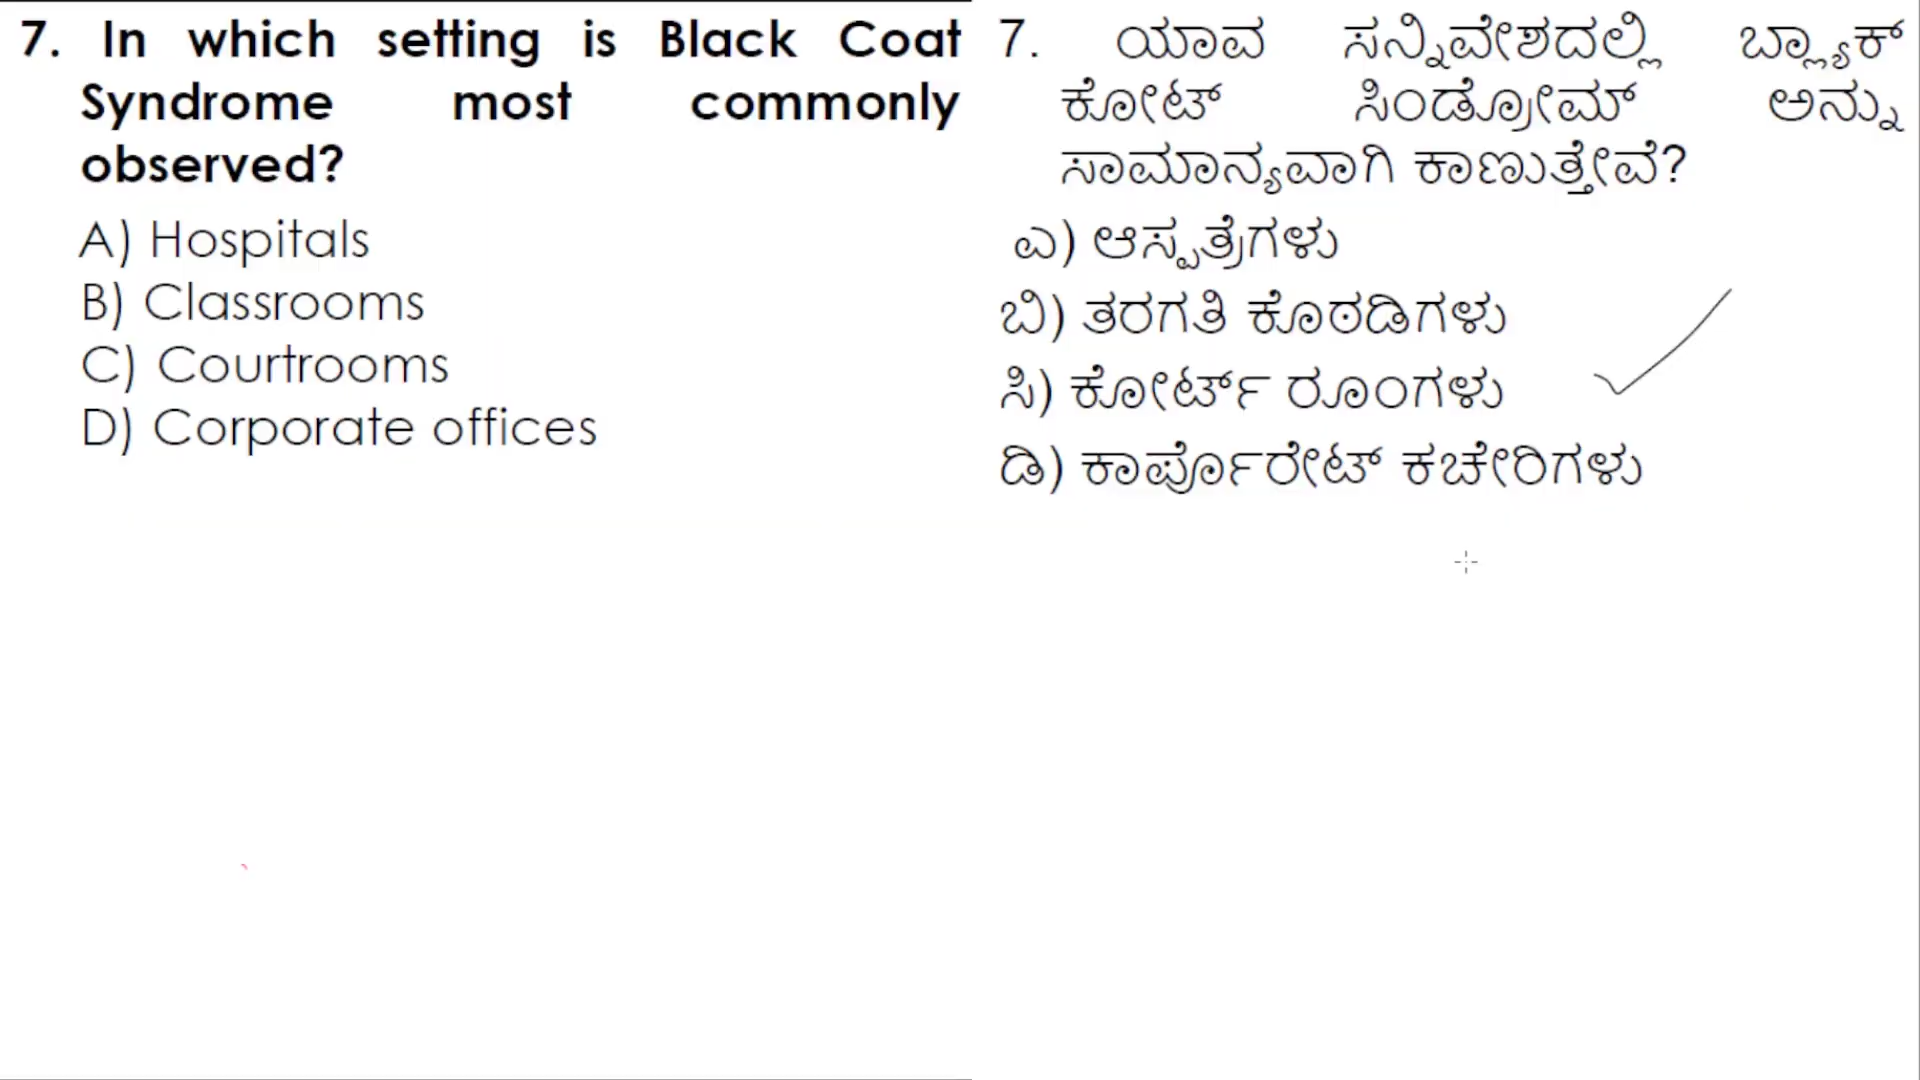 7. In which setting is Black Coat
Syndrome most commonly
observed?
A) Hospitals
B) Classrooms
C) Courtrooms
D) Corporate offices
7. ಯಾವ ಸನ್ನಿವೇಶದಲ್ಲಿ ಬ್ಲ್ಯಾಕ್
ಕೋಟ್ ಸಿಂಡ್ರೋಮ್ ಅನ್ನು
ಸಾಮಾನ್ಯವಾಗಿ ಕಾಣುತ್ತೇವೆ?
ಎ) ಆಸ್ಪತ್ರೆಗಳು
ಬಿ) ತರಗತಿ ಕೊಠಡಿಗಳು
ಸಿ) ಕೋರ್ಟ್ ರೂಂಗಳು
ಡಿ) ಕಾರ್ಪೊರೇಟ್ ಕಚೇರಿಗಳು